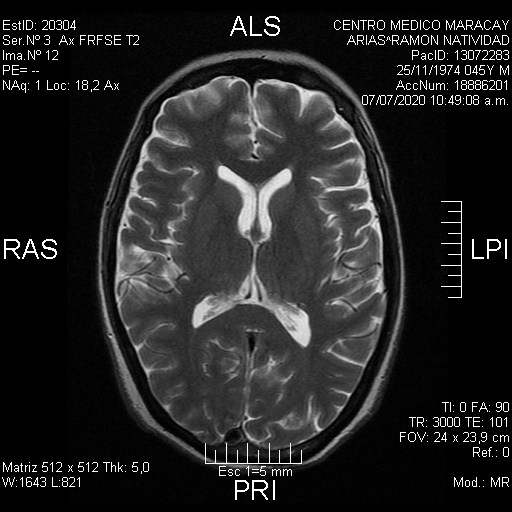 EstID: 20304
Ser.Nº 3 Ax FRFSE T2
Ima.Nº 12
PE= --
NAq: 1 Loc: 18,2 Ax
ALS
CENTRO MEDICO MARACAY
ARIAS^RAMON NATIVIDAD
PacID: 13072283
25/11/1974 045Y M
AccNum: 18886201
07/07/2020 10:49:08 a.m.
RAS
LPI
TI: 0 FA: 90
TR: 3000 TE: 101
FOV: 24 x 23,9 cm
Ref.: 0
Mod.: MR
Matriz 512 x 512 Thk: 5,0
W:1643 L:821
Esc 1=5 mm
PRI